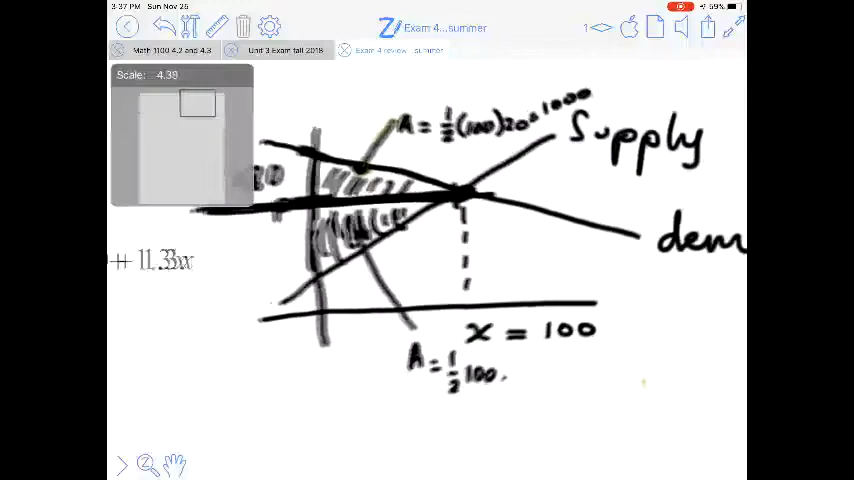 3:37 PM Sun Nov 25
59%
Exam 4...summer
1
Math 1100 4.2 and 4.3
Unit 3 Exam fall 2018
Exam 4 review ...summer
Scale: 4.38
A = 1/2 (100) 20 = 1000
Supply
dem
+ 11.33x
x = 100
A = 1/2 100.